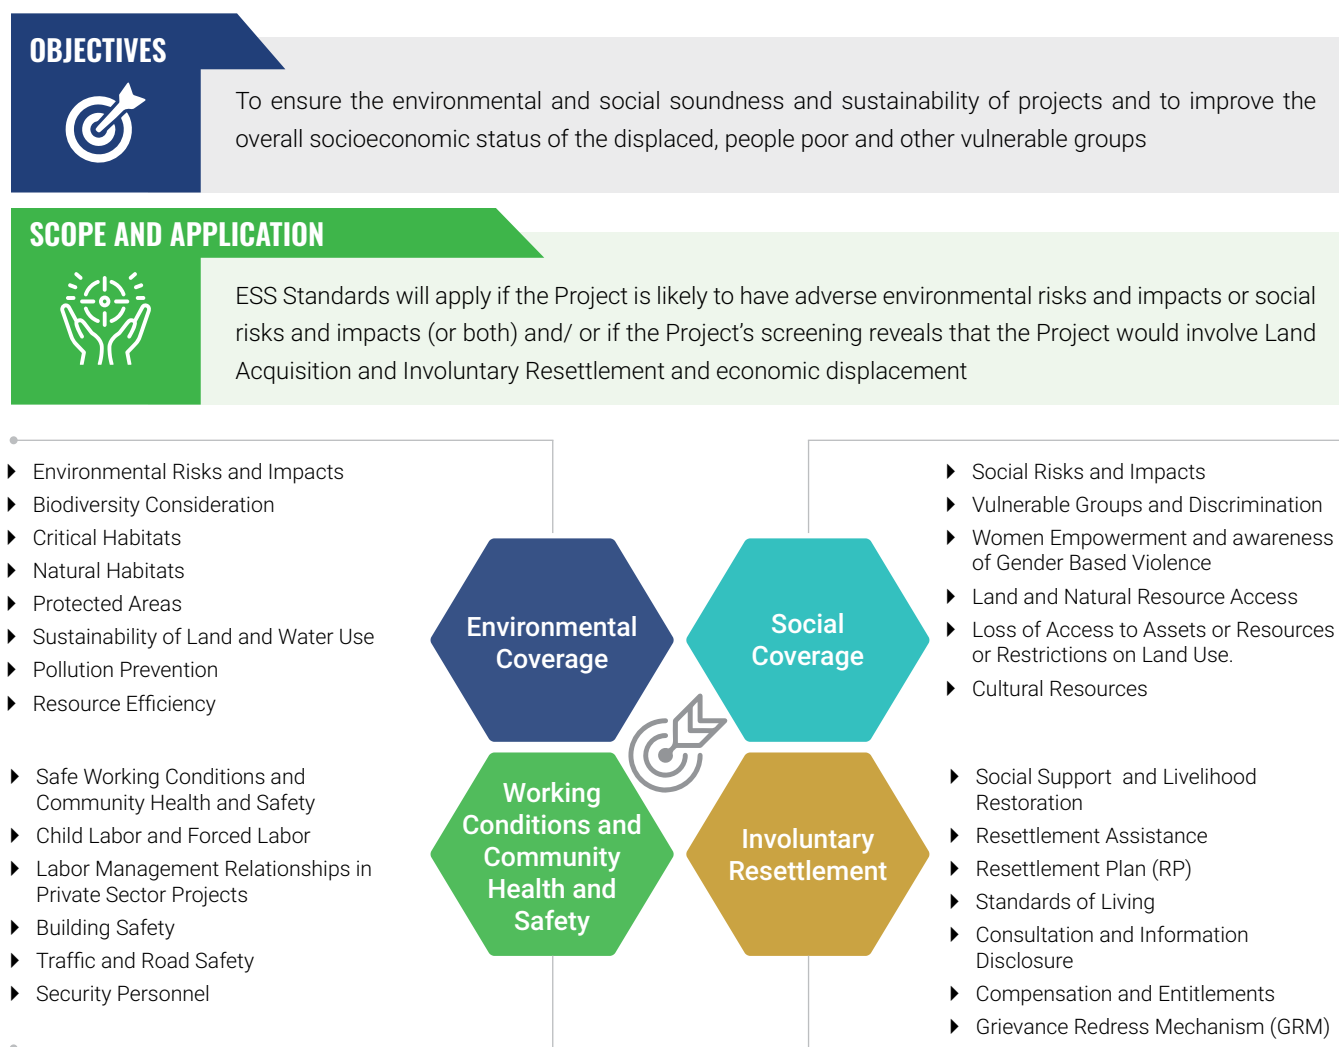 OBJECTIVES
To ensure the environmental and social soundness and sustainability of projects and to improve the
overall socioeconomic status of the displaced, people poor and other vulnerable groups
SCOPE AND APPLICATION
ESS Standards will apply if the Project is likely to have adverse environmental risks and impacts or social
risks and impacts (or both) and/ or if the Project's screening reveals that the Project would involve Land
Acquisition and Involuntary Resettlement and economic displacement
Environmental Risks and Impacts
Biodiversity Consideration
Critical Habitats
Natural Habitats
Protected Areas
Sustainability of Land and Water Use
Pollution Prevention
Resource Efficiency
Environmental
Coverage
Social
Coverage
Social Risks and Impacts
Vulnerable Groups and Discrimination
Women Empowerment and awareness
of Gender Based Violence
Land and Natural Resource Access
Loss of Access to Assets or Resources
or Restrictions on Land Use.
Cultural Resources
Safe Working Conditions and
Community Health and Safety
Child Labor and Forced Labor
Labor Management Relationships in
Private Sector Projects
Building Safety
Traffic and Road Safety
Security Personnel
Working
Conditions and
Community
Health and
Safety
Involuntary
Resettlement
Social Support and Livelihood
Restoration
Resettlement Assistance
Resettlement Plan (RP)
Standards of Living
Consultation and Information
Disclosure
Compensation and Entitlements
Grievance Redress Mechanism (GRM)